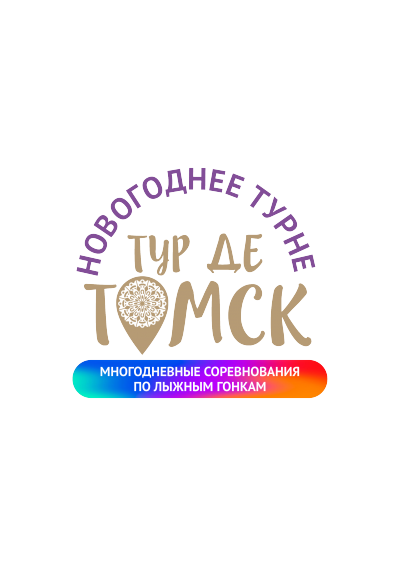 НОВОГОДНЕЕ ТУРНЕ
ТУР ДЕ
ТОМСК
МНОГОДНЕВНЫЕ СОРЕВНОВАНИЯ
ПО ЛЫЖНЫМ ГОНКАМ